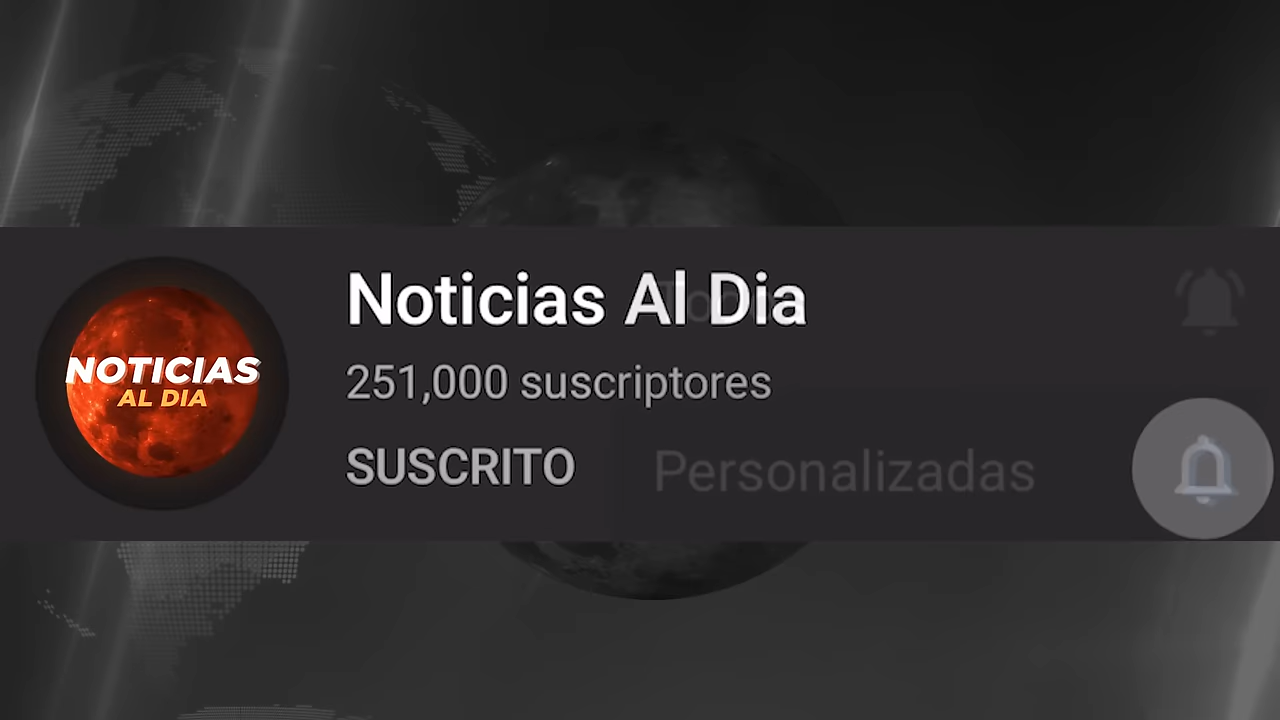 NOTICIAS
AL DIA
Noticias Al Dia
251,000 suscriptores
SUSCRITO
Personalizadas